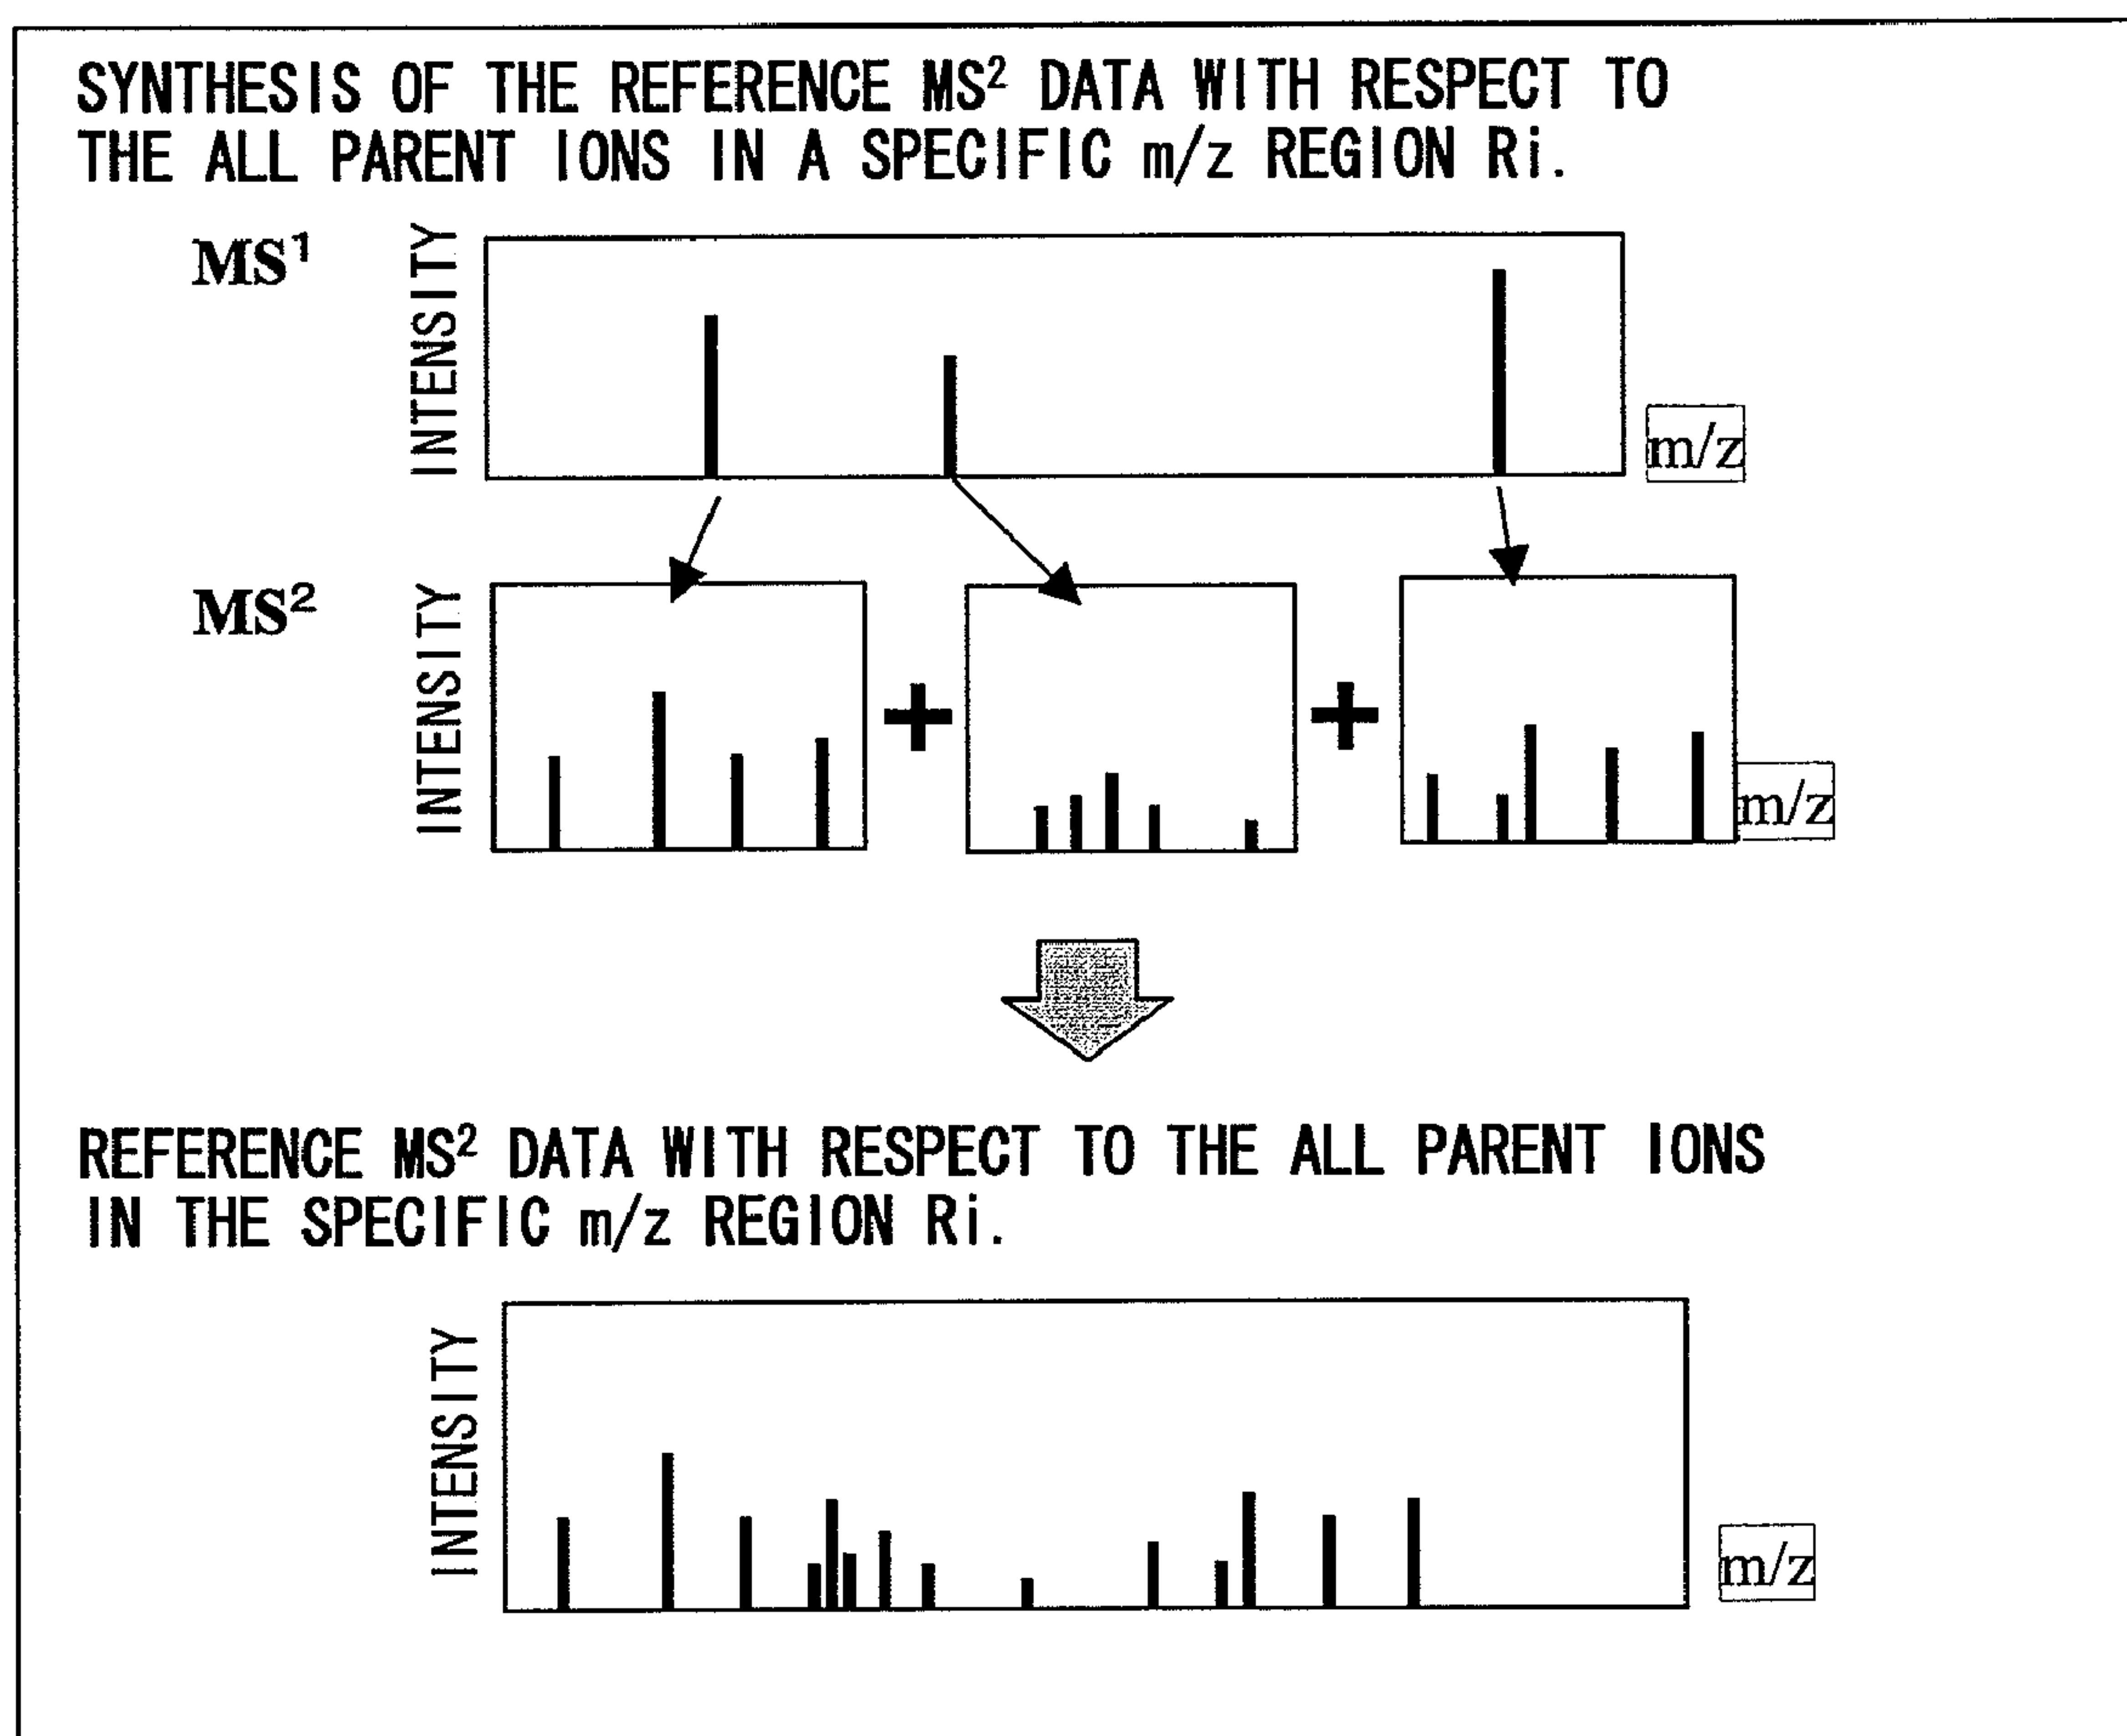 SYNTHESIS OF THE REFERENCE MS² DATA WITH RESPECT TO
THE ALL PARENT IONS IN A SPECIFIC m/z REGION Ri.
MS¹
INTENSITY
m/z
MS²
INTENSITY
+
+
m/z
REFERENCE MS² DATA WITH RESPECT TO THE ALL PARENT IONS
IN THE SPECIFIC m/z REGION Ri.
INTENSITY
m/z